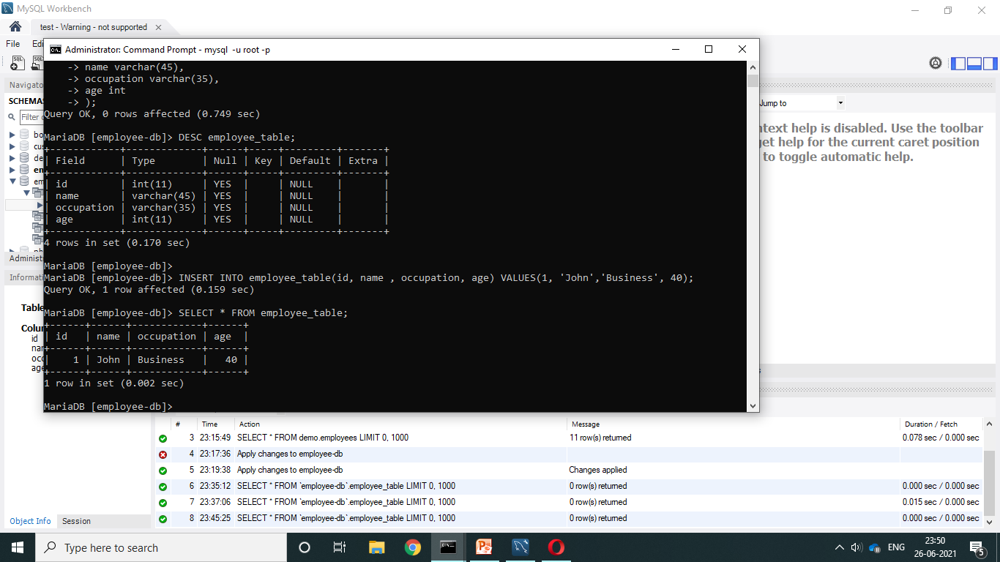 MySQL Workbench
test - Warning - not supported
File
Administrator: Command Prompt - mysql -u root -p
-> name varchar(45),
-> occupation varchar(35),
-> age int
-> );
Query OK, 0 rows affected (0.749 sec)
MariaDB [employee-db]> DESC employee_table;
+------------+-------------+------+-----+---------+-------+
| Field | Type | Null | Key | Default | Extra |
+------------+-------------+------+-----+---------+-------+
| id | int(11) | YES | | NULL | |
| name | varchar(45) | YES | | NULL | |
| occupation | varchar(35) | YES | | NULL | |
| age | int(11) | YES | | NULL | |
+------------+-------------+------+-----+---------+-------+
4 rows in set (0.170 sec)
MariaDB [employee-db]>
MariaDB [employee-db]> INSERT INTO employee_table(id, name , occupation, age) VALUES(1, 'John','Business', 40);
Query OK, 1 row affected (0.159 sec)
MariaDB [employee-db]> SELECT * FROM employee_table;
+------+------+------------+------+
| id | name | occupation | age |
+------+------+------------+------+
| 1 | John | Business | 40 |
+------+------+------------+------+
1 row in set (0.002 sec)
MariaDB [employee-db]>
Jump to
ntext help is disabled. Use the toolbar
get help for the current caret position
to toggle automatic help.
Navigato
SCHEMAS
Filter
bo
cus
de
em
em
Administ
Informati
Table
Colum
id
nan
occ
age
# Time Action Message Duration / Fetch
3 23:15:49 SELECT * FROM demo.employees LIMIT 0, 1000 11 row(s) returned 0.078 sec / 0.000 sec
4 23:17:36 Apply changes to employee-db
5 23:19:38 Apply changes to employee-db Changes applied
6 23:35:12 SELECT * FROM `employee-db`.employee_table LIMIT 0, 1000 0 row(s) returned 0.000 sec / 0.000 sec
7 23:37:06 SELECT * FROM `employee-db`.employee_table LIMIT 0, 1000 0 row(s) returned 0.015 sec / 0.000 sec
8 23:45:25 SELECT * FROM `employee-db`.employee_table LIMIT 0, 1000 0 row(s) returned 0.000 sec / 0.000 sec
Object Info Session
Type here to search
ENG
23:50
26-06-2021
5